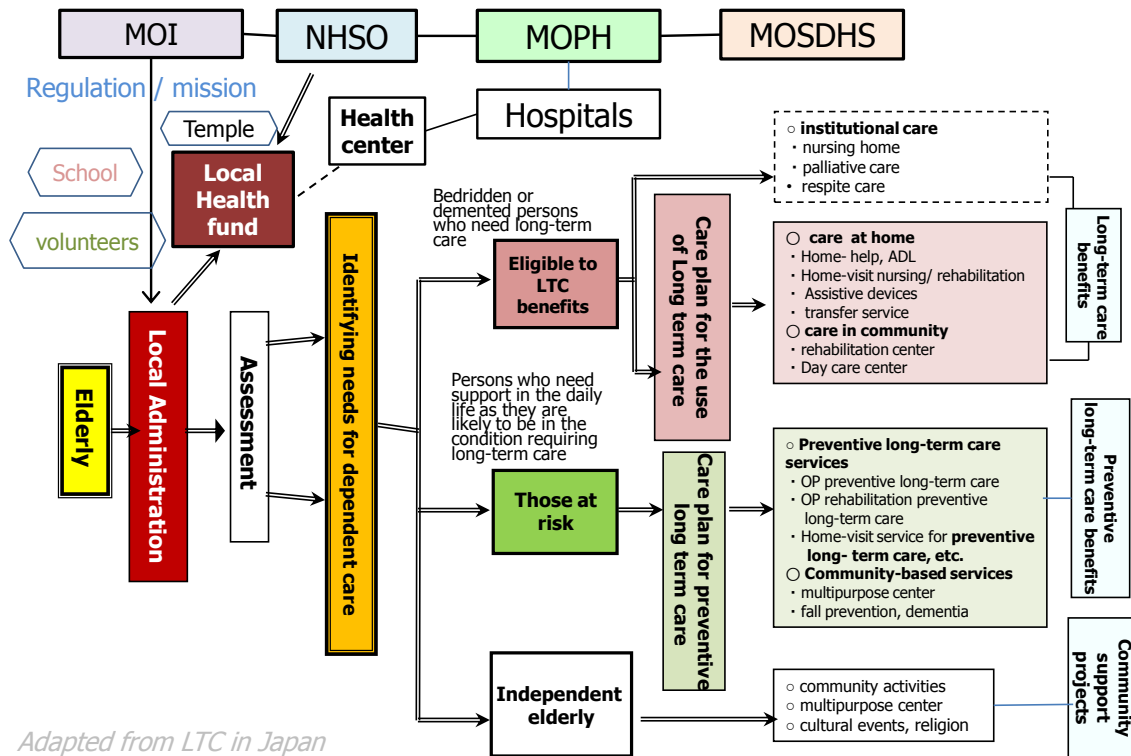 MOI
NHSO
MOPH
MOSDHS
Regulation / mission
Temple
Health
center
Hospitals
School
Local
Health
fund
volunteers
Elderly
Local Administration
Assessment
Identifying needs for dependent care
Bedridden or
demented persons
who need long-term
care
Eligible to
LTC
benefits
Care plan for the use
of Long term care
○ institutional care
・nursing home
・palliative care
• respite care
○ care at home
・Home- help, ADL
・Home-visit nursing/ rehabilitation
・Assistive devices
・transfer service
○ care in community
・rehabilitation center
・Day care center
Long-term care
benefits
Persons who need
support in the daily
life as they are
likely to be in the
condition requiring
long-term care
Those at
risk
Care plan for preventive
long term care
○ Preventive long-term care
services
・OP preventive long-term care
・OP rehabilitation preventive
long-term care
・Home-visit service for preventive
long- term care, etc.
○ Community-based services
・multipurpose center
・fall prevention, dementia
Preventive
long-term care benefits
Independent
elderly
○ community activities
○ multipurpose center
○ cultural events, religion
Community
support
projects
Adapted from LTC in Japan